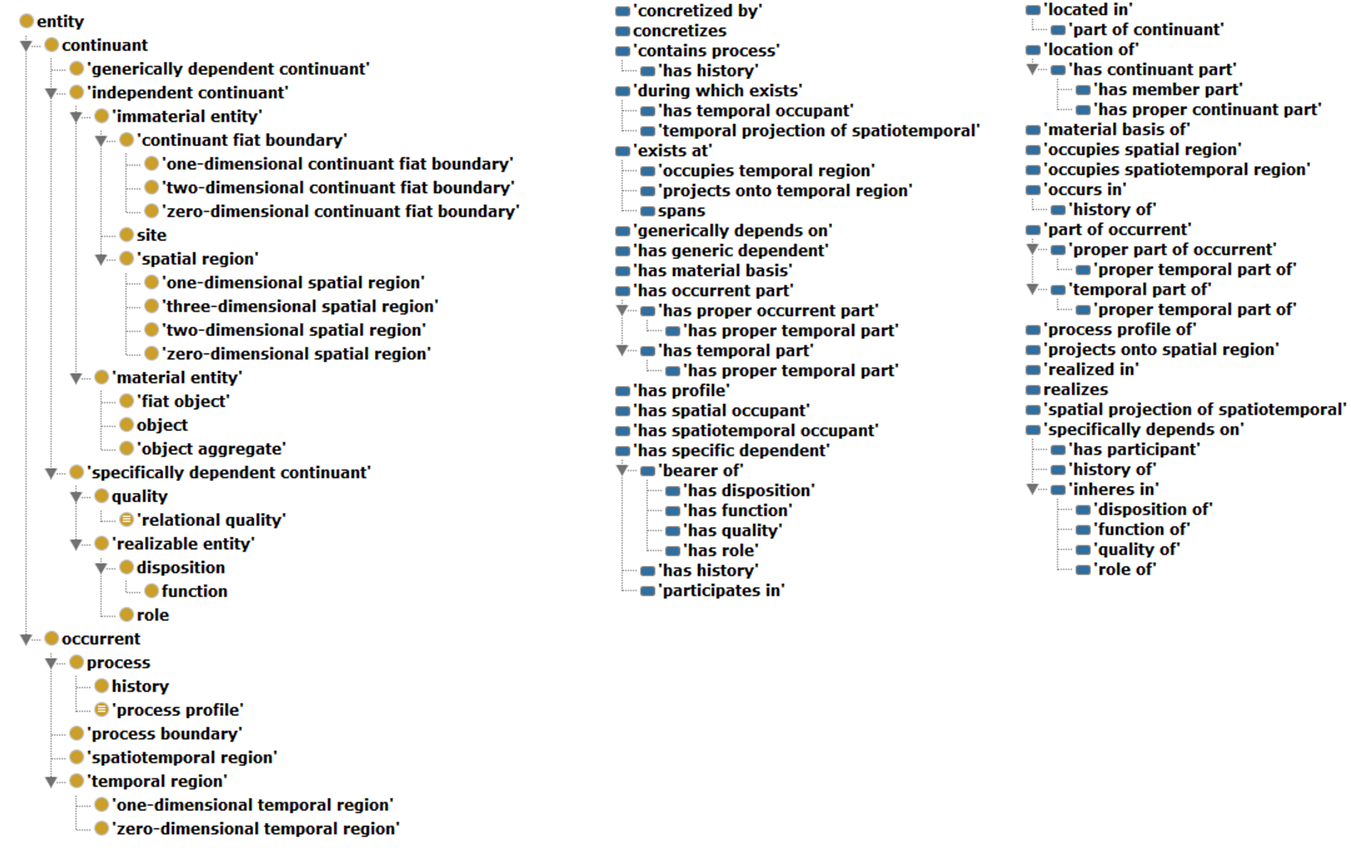 entity
continuant
'generically dependent continuant'
'independent continuant'
'immaterial entity'
'continuant fiat boundary'
'one-dimensional continuant fiat boundary'
'two-dimensional continuant fiat boundary'
'zero-dimensional continuant fiat boundary'
site
'spatial region'
'one-dimensional spatial region'
'three-dimensional spatial region'
'two-dimensional spatial region'
'zero-dimensional spatial region'
'material entity'
'fiat object'
object
'object aggregate'
'specifically dependent continuant'
quality
'relational quality'
'realizable entity'
disposition
function
role
occurrent
process
history
'process profile'
'process boundary'
'spatiotemporal region'
'temporal region'
'one-dimensional temporal region'
'zero-dimensional temporal region'
'concretized by'
concretizes
'contains process'
'has history'
'during which exists'
'has temporal occupant'
'temporal projection of spatiotemporal'
'exists at'
'occupies temporal region'
'projects onto temporal region'
spans
'generically depends on'
'has generic dependent'
'has material basis'
'has occurrent part'
'has proper occurrent part'
'has proper temporal part'
'has temporal part'
'has proper temporal part'
'has profile'
'has spatial occupant'
'has spatiotemporal occupant'
'has specific dependent'
'bearer of'
'has disposition'
'has function'
'has quality'
'has role'
'has history'
'participates in'
'located in'
'part of continuant'
'location of'
'has continuant part'
'has member part'
'has proper continuant part'
'material basis of'
'occupies spatial region'
'occupies spatiotemporal region'
'occurs in'
'history of'
'part of occurrent'
'proper part of occurrent'
'proper temporal part of'
'temporal part of'
'proper temporal part of'
'process profile of'
'projects onto spatial region'
'realized in'
realizes
'spatial projection of spatiotemporal'
'specifically depends on'
'has participant'
'history of'
'inheres in'
'disposition of'
'function of'
'quality of'
'role of'